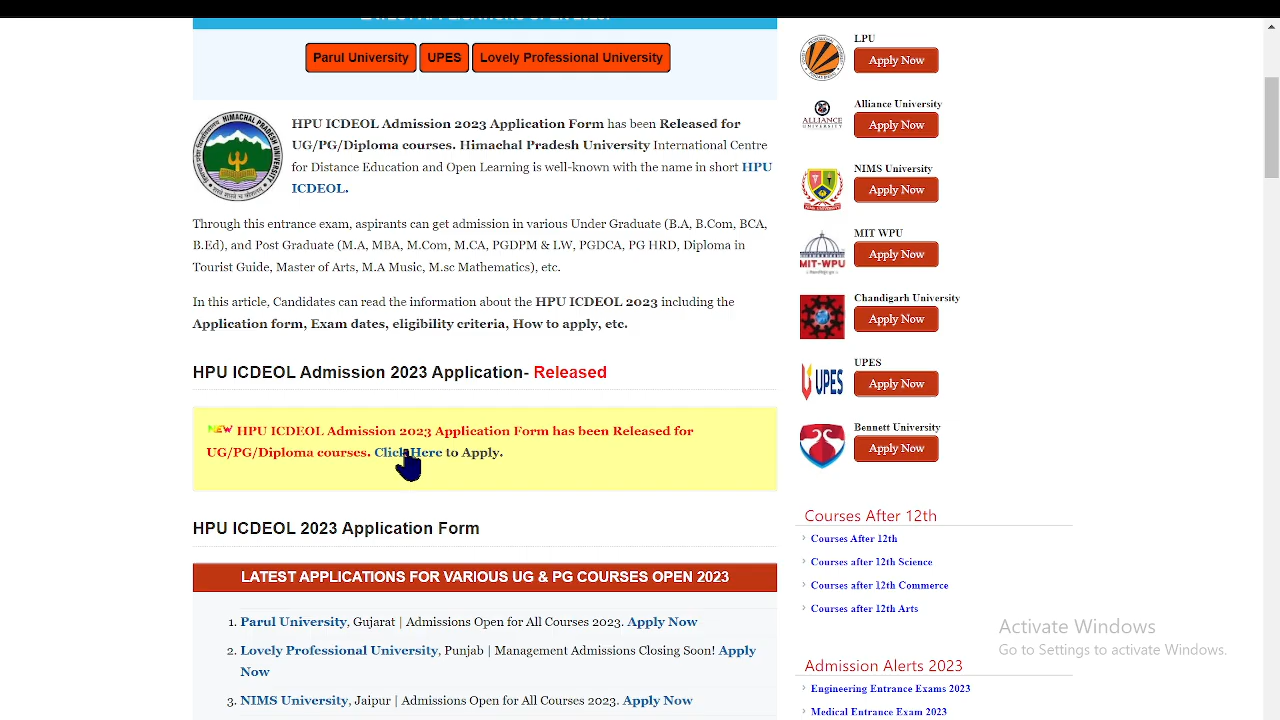 LATEST APPLICATIONS OPEN 2023:
Parul University UPES Lovely Professional University
HPU ICDEOL Admission 2023 Application Form has been Released for
UG/PG/Diploma courses. Himachal Pradesh University International Centre
for Distance Education and Open Learning is well-known with the name in short HPU
ICDEOL.
Through this entrance exam, aspirants can get admission in various Under Graduate (B.A, B.Com, BCA,
B.Ed), and Post Graduate (M.A, MBA, M.Com, M.CA, PGDPM & LW, PGDCA, PG HRD, Diploma in
Tourist Guide, Master of Arts, M.A Music, M.sc Mathematics), etc.
In this article, Candidates can read the information about the HPU ICDEOL 2023 including the
Application form, Exam dates, eligibility criteria, How to apply, etc.
HPU ICDEOL Admission 2023 Application- Released
NEW HPU ICDEOL Admission 2023 Application Form has been Released for
UG/PG/Diploma courses. Click Here to Apply.
HPU ICDEOL 2023 Application Form
LATEST APPLICATIONS FOR VARIOUS UG & PG COURSES OPEN 2023
1. Parul University, Gujarat | Admissions Open for All Courses 2023. Apply Now
2. Lovely Professional University, Punjab | Management Admissions Closing Soon! Apply
Now
3. NIMS University, Jaipur | Admissions Open for All Courses 2023. Apply Now
LPU
Apply Now
Alliance University
ALLIANCE
UNIVERSITY
Apply Now
NIMS University
Apply Now
MIT WPU
MIT-WPU
Apply Now
Chandigarh University
Apply Now
UPES
UPES
Apply Now
Bennett University
Apply Now
Courses After 12th
Courses After 12th
Courses after 12th Science
Courses after 12th Commerce
Courses after 12th Arts
Activate Windows
Go to Settings to activate Windows.
Admission Alerts 2023
Engineering Entrance Exams 2023
Medical Entrance Exam 2023